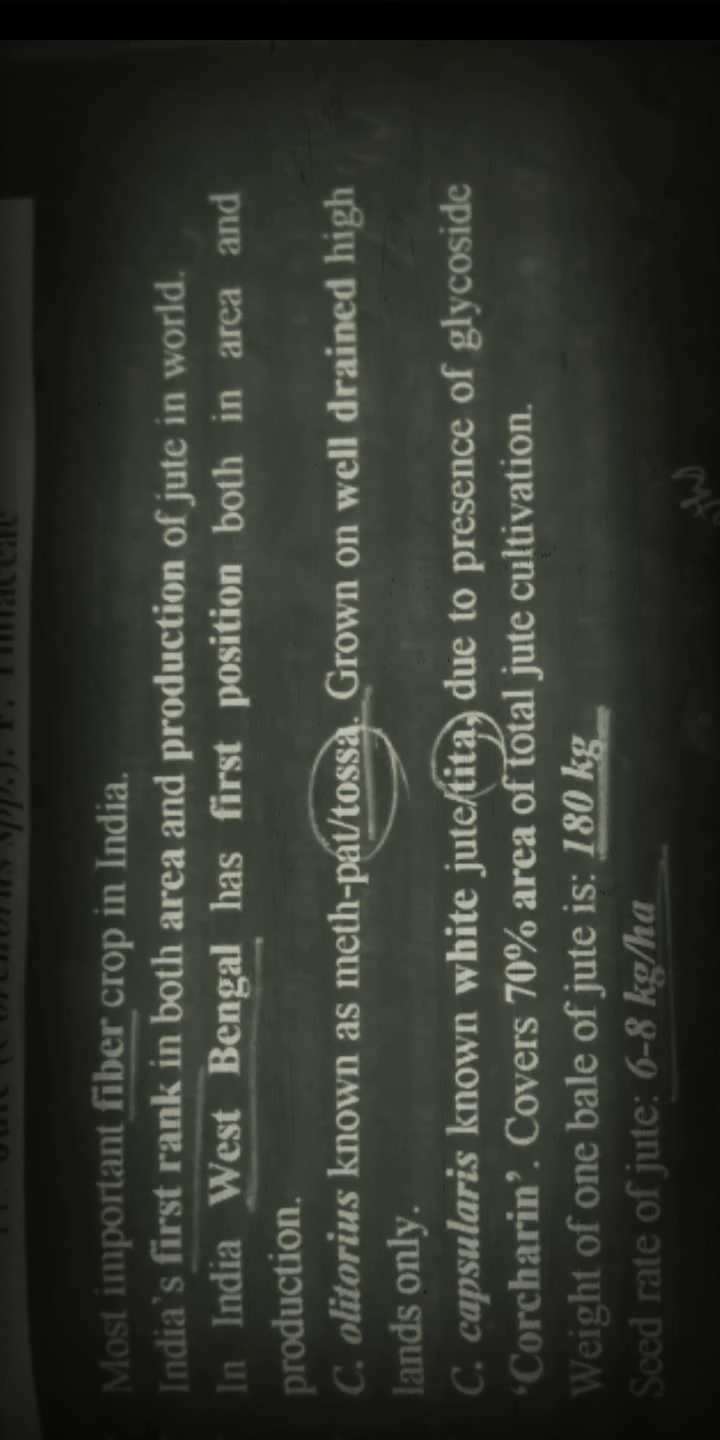 Most important fiber crop in India.
India`s first rank in both area and production of jute in world.
In India West Bengal has first position both in area and
production.
C. olitorius known as meth-pat/tossa. Grown on well drained high
lands only.
C. capsularis known white jute/tita, due to presence of glycoside
‘Corcharin’. Covers 70% area of total jute cultivation.
Weight of one bale of jute is: 180 kg
Seed rate of jute: 6-8 kg/ha